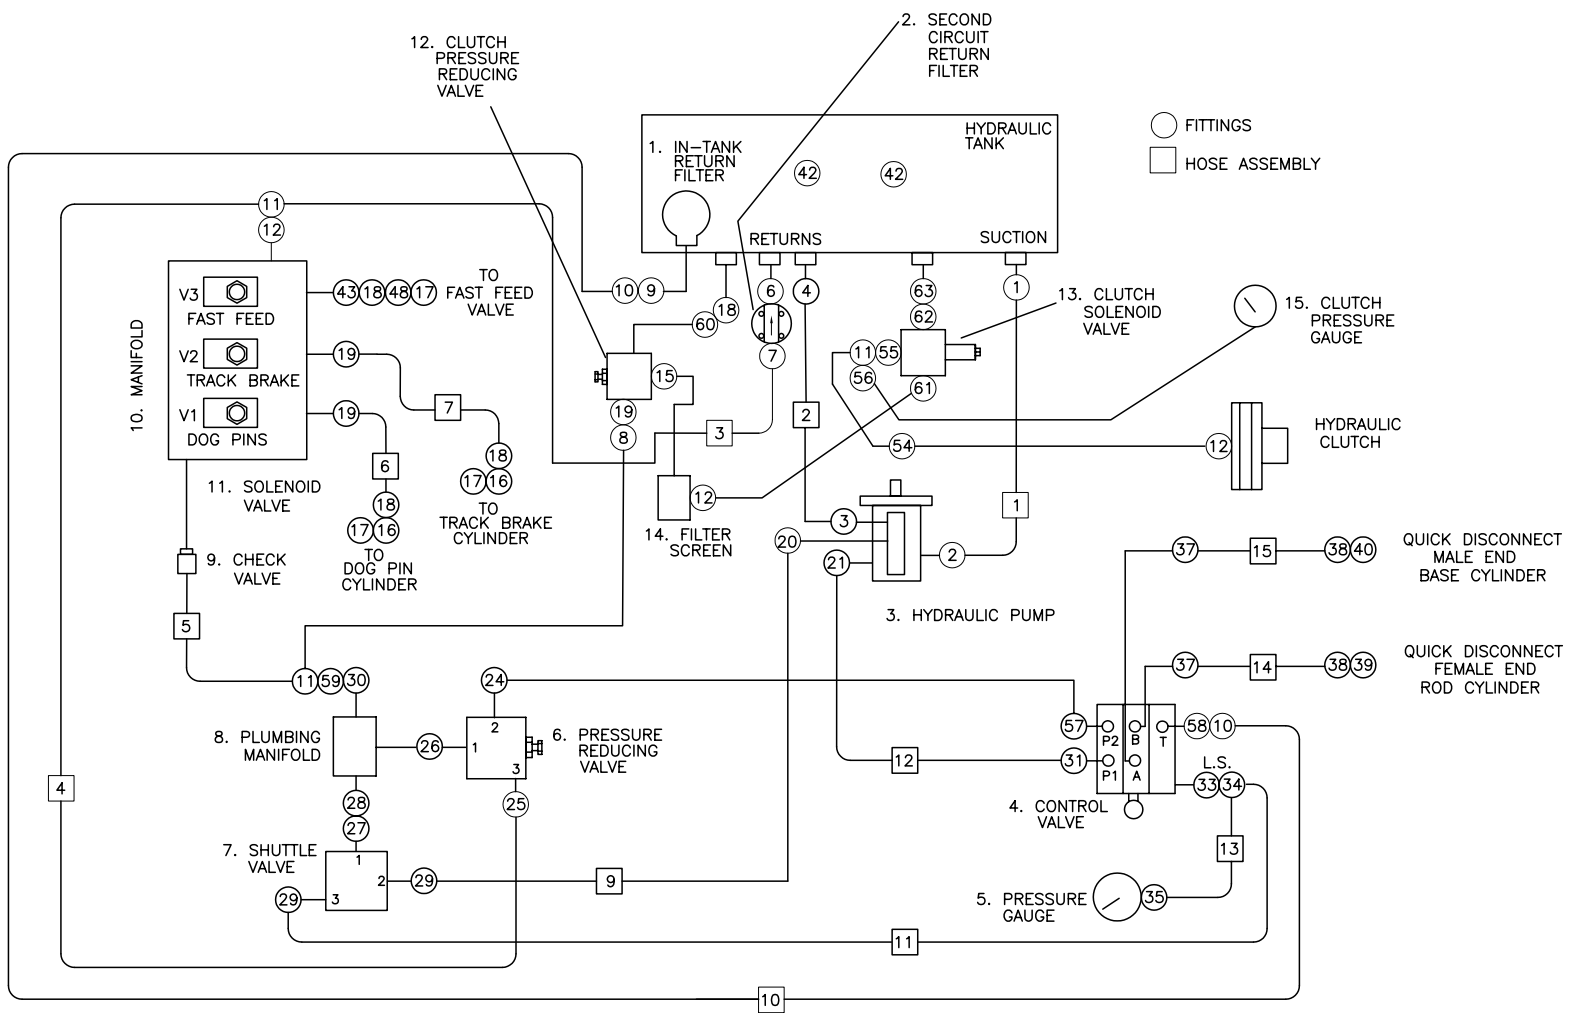 2. SECOND
CIRCUIT
RETURN
FILTER
12. CLUTCH
PRESSURE
REDUCING
VALVE
HYDRAULIC
TANK
1. IN-TANK
RETURN
FILTER
42
42
RETURNS
SUCTION
FITTINGS
HOSE ASSEMBLY
11
12
10. MANIFOLD
V3
FAST FEED
V2
TRACK BRAKE
V1
DOG PINS
43
18
48
17
TO
FAST FEED
VALVE
19
7
18
17
16
TO
TRACK BRAKE
CYLINDER
19
6
18
17
16
TO
DOG PIN
CYLINDER
11. SOLENOID
VALVE
9. CHECK
VALVE
5
10
9
18
60
6
7
4
63
62
1
13. CLUTCH
SOLENOID
VALVE
15. CLUTCH
PRESSURE
GAUGE
15
19
8
3
2
11
55
56
61
54
12
HYDRAULIC
CLUTCH
12
14. FILTER
SCREEN
1
3
20
21
2
3. HYDRAULIC PUMP
37
15
38
40
QUICK DISCONNECT
MALE END
BASE CYLINDER
37
14
38
39
QUICK DISCONNECT
FEMALE END
ROD CYLINDER
11
59
30
24
8. PLUMBING
MANIFOLD
26
2
1
3
6. PRESSURE
REDUCING
VALVE
25
4
28
27
7. SHUTTLE
VALVE
1
2
3
29
29
9
12
57
31
P2
B
T
P1
A
58
10
L.S.
33
34
4. CONTROL
VALVE
13
5. PRESSURE
GAUGE
35
11
10